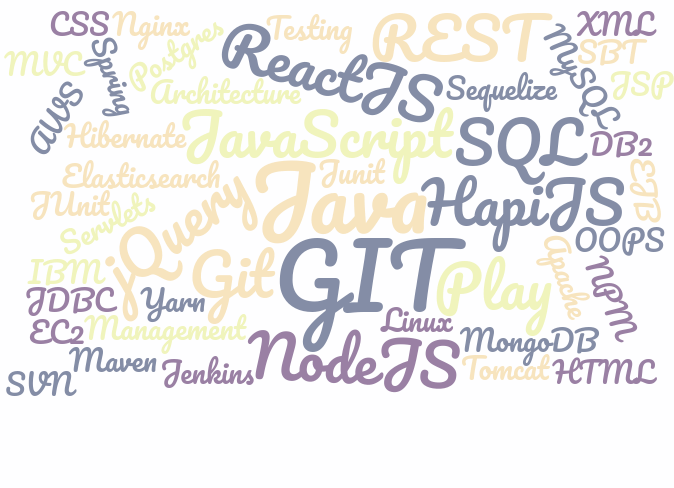 CSS
Nginx
Testing
REST
XML
MVC
Spring
Postgres
ReactJS
MySQL
SBT
JSP
AWS
Architecture
Sequelize
Hibernate
JavaScript
SQL
DB2
Elasticsearch
Junit
Java
HapiJS
EJB
JUnit
Servlets
jQuery
OOPS
IBM
Git
GIT
Play
Apache
NPM
JDBC
Yarn
EC2
Management
Linux
NodeJS
MongoDB
Maven
Jenkins
Tomcat
HTML
SVN